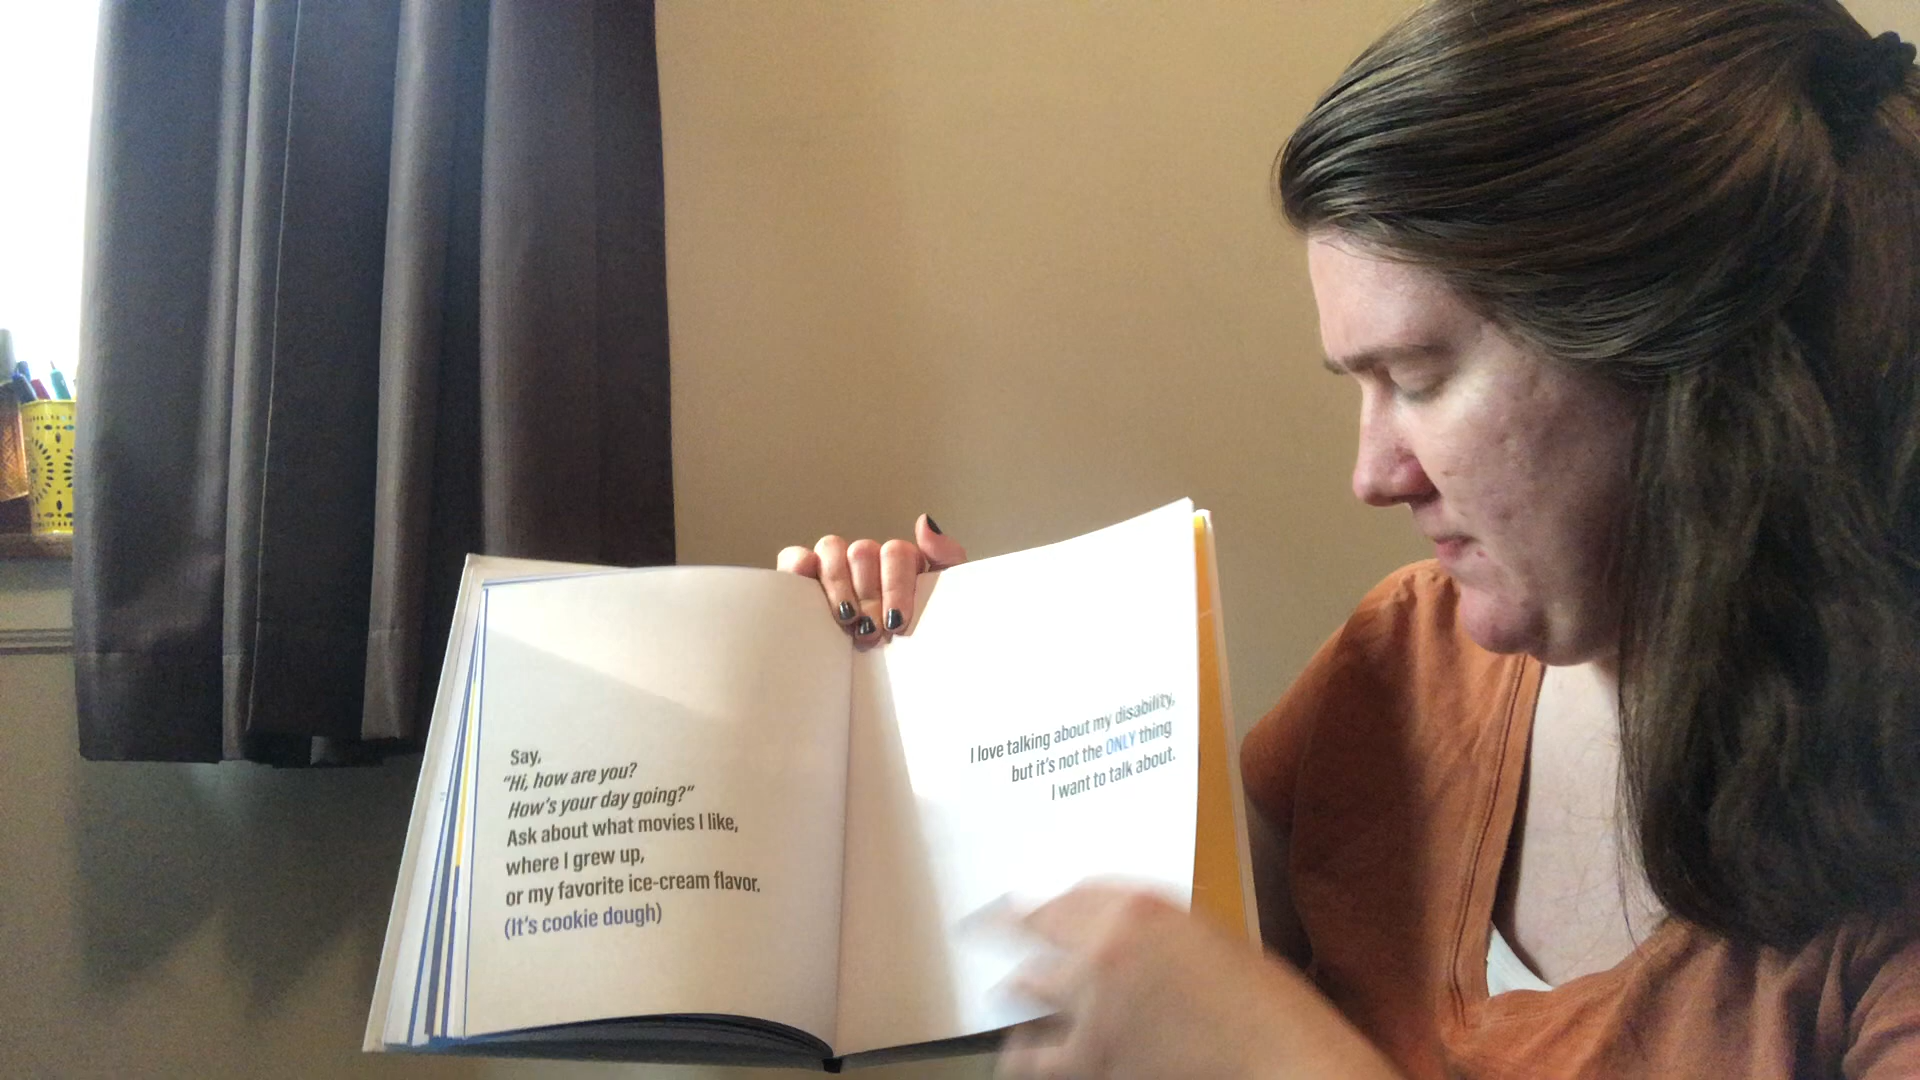 Say,
“Hi, how are you?
How’s your day going?”
Ask about what movies I like,
where I grew up,
or my favorite ice-cream flavor.
(It’s cookie dough)
I love talking about my disability,
but it’s not the ONLY thing
I want to talk about.